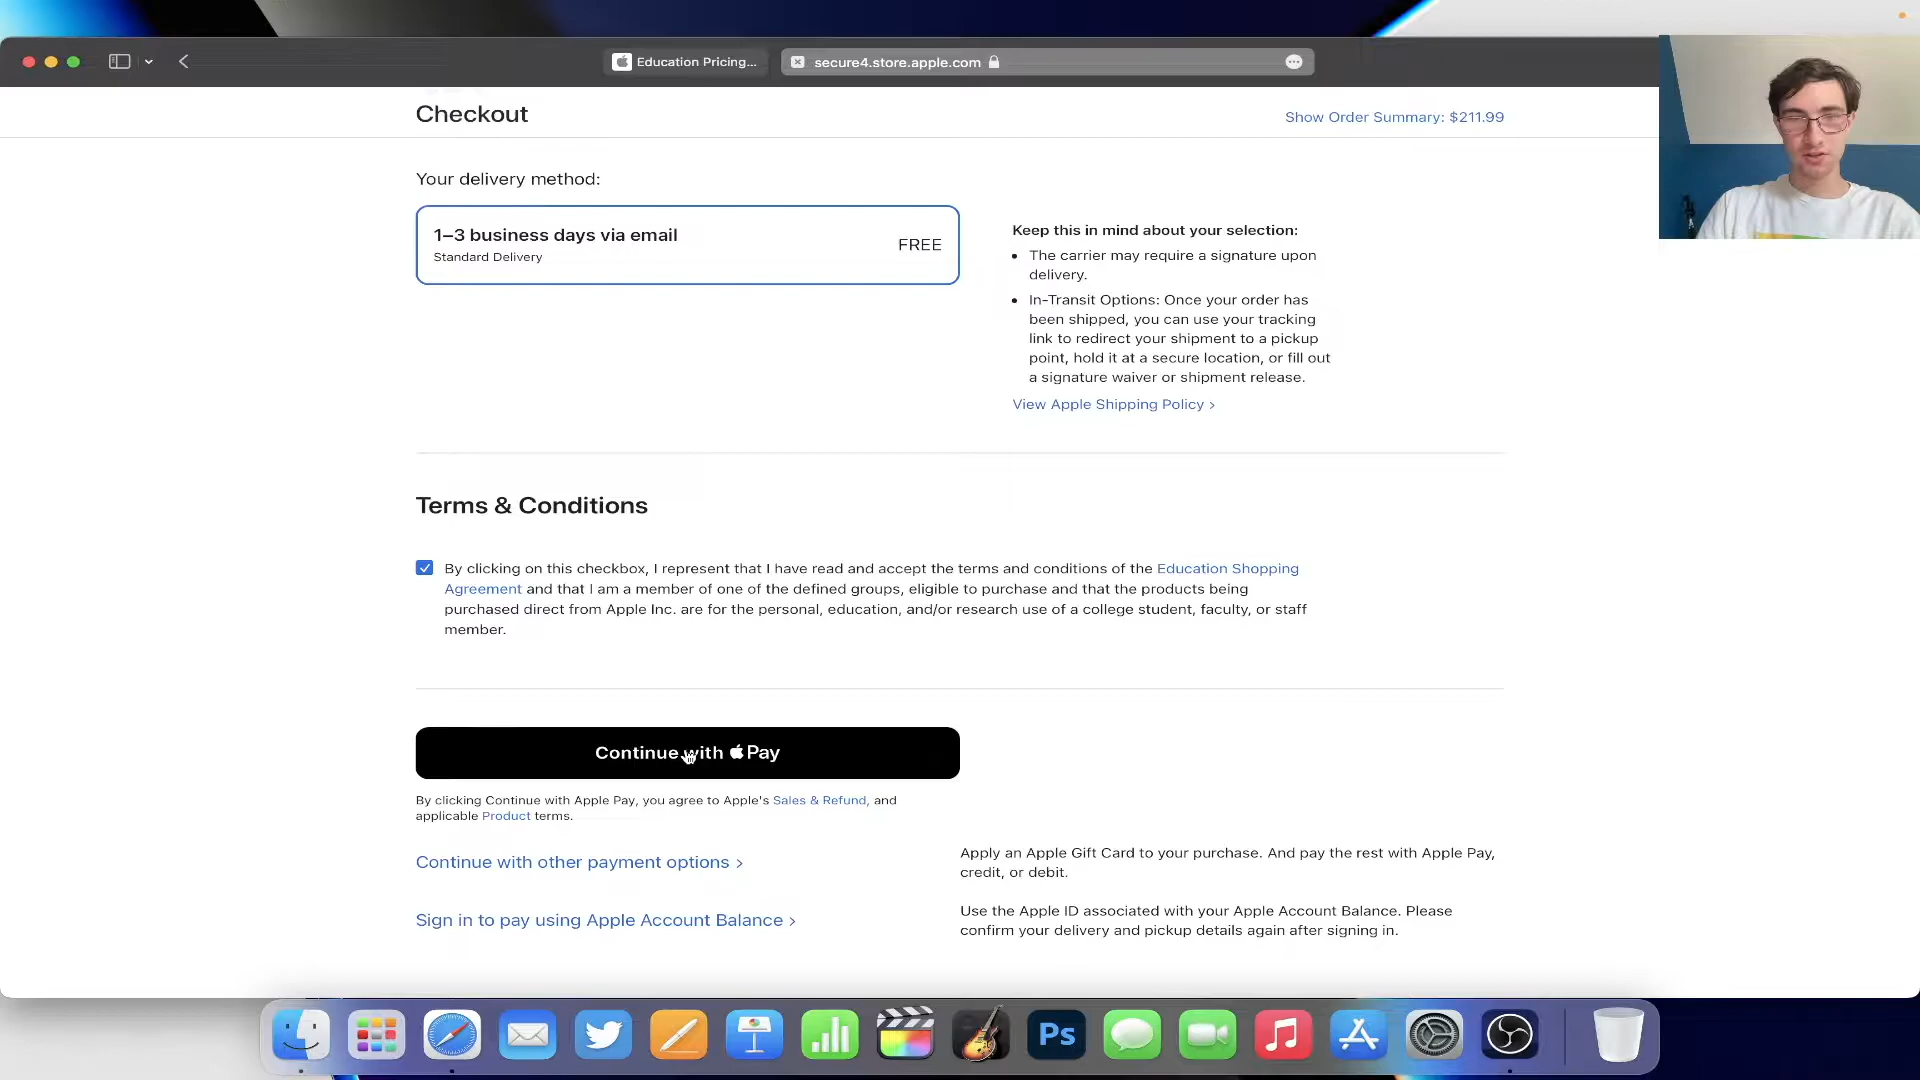 Education Pricing...
secure4.store.apple.com
Checkout
Show Order Summary: $211.99
Your delivery method:
1–3 business days via email
Standard Delivery
FREE
Keep this in mind about your selection:
• The carrier may require a signature upon
delivery.
• In-Transit Options: Once your order has
been shipped, you can use your tracking
link to redirect your shipment to a pickup
point, hold it at a secure location, or fill out
a signature waiver or shipment release.
View Apple Shipping Policy >
Terms & Conditions
By clicking on this checkbox, I represent that I have read and accept the terms and conditions of the Education Shopping
Agreement and that I am a member of one of the defined groups, eligible to purchase and that the products being
purchased direct from Apple Inc. are for the personal, education, and/or research use of a college student, faculty, or staff
member.
Continue with Pay
By clicking Continue with Apple Pay, you agree to Apple's Sales & Refund, and
applicable Product terms.
Continue with other payment options >
Apply an Apple Gift Card to your purchase. And pay the rest with Apple Pay,
credit, or debit.
Sign in to pay using Apple Account Balance >
Use the Apple ID associated with your Apple Account Balance. Please
confirm your delivery and pickup details again after signing in.
Ps